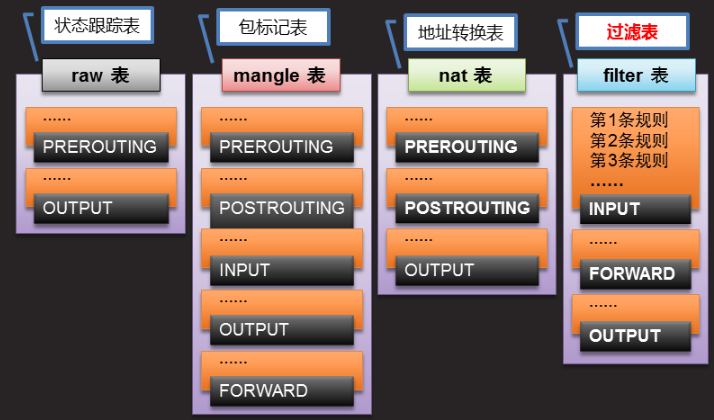 状态跟踪表
包标记表
地址转换表
过滤表
raw 表
mangle 表
nat 表
filter 表
......
PREROUTING
......
OUTPUT
......
PREROUTING
......
POSTROUTING
......
INPUT
......
OUTPUT
......
FORWARD
......
PREROUTING
......
POSTROUTING
......
OUTPUT
第1条规则
第2条规则
第3条规则
......
INPUT
......
FORWARD
......
OUTPUT